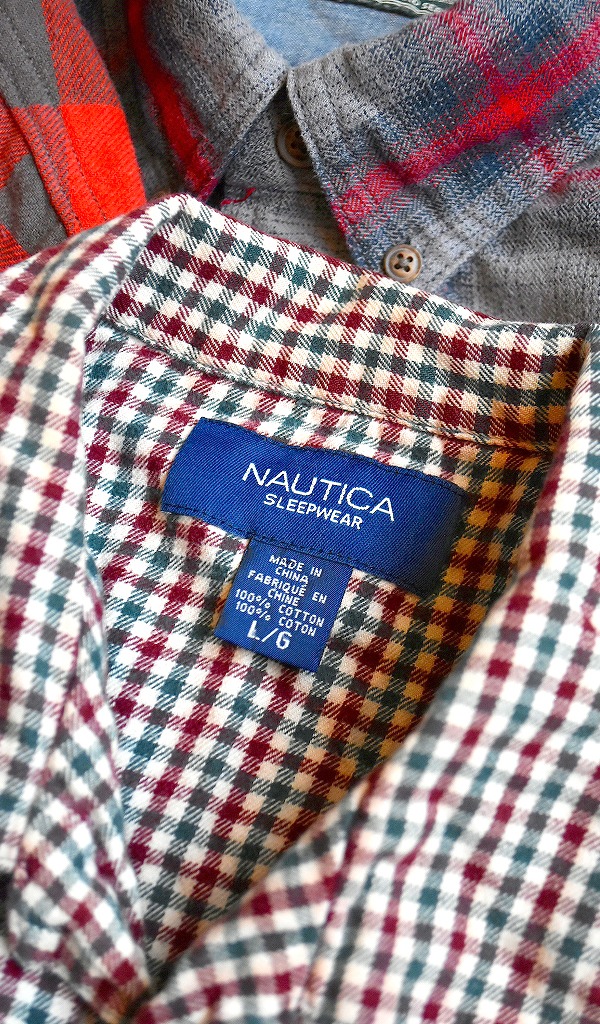 NAUTICA
SLEEPWEAR
MADE IN
CHINA
FABRIQUÉ EN
CHINE
100% COTTON
100% COTON
L/G